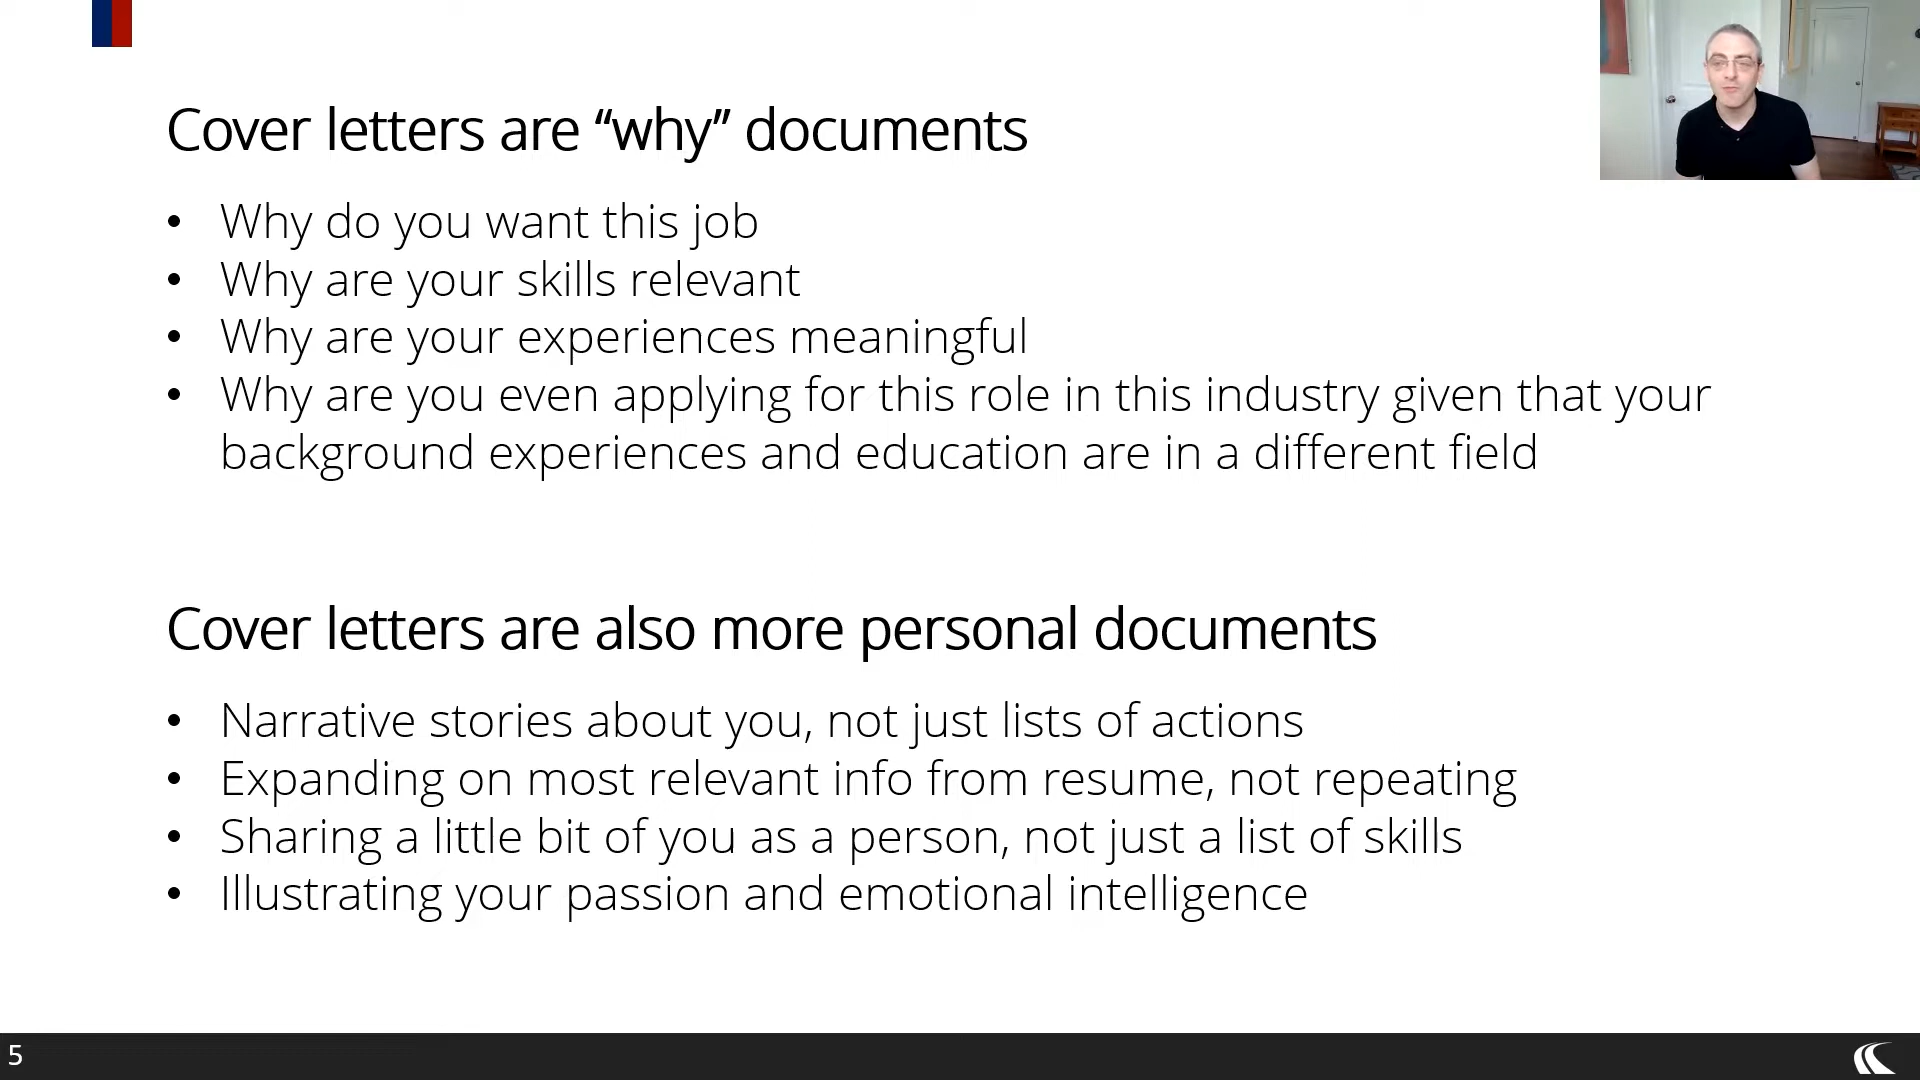 Cover letters are “why” documents
• Why do you want this job
• Why are your skills relevant
• Why are your experiences meaningful
• Why are you even applying for this role in this industry given that your
background experiences and education are in a different field
Cover letters are also more personal documents
• Narrative stories about you, not just lists of actions
• Expanding on most relevant info from resume, not repeating
• Sharing a little bit of you as a person, not just a list of skills
• Illustrating your passion and emotional intelligence
5